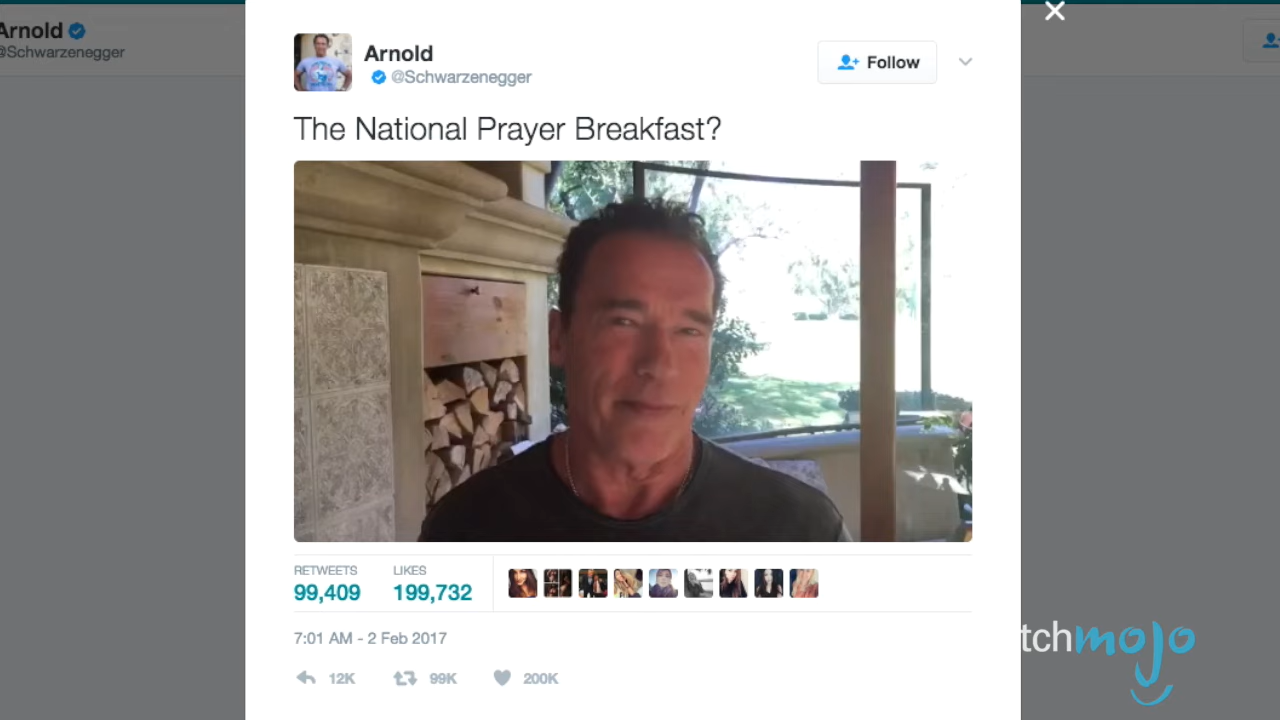 Arnold
@Schwarzenegger
Arnold
@Schwarzenegger
Follow
The National Prayer Breakfast?
RETWEETS LIKES
99,409 199,732
7:01 AM - 2 Feb 2017
12K 99K 200K
tchmojo